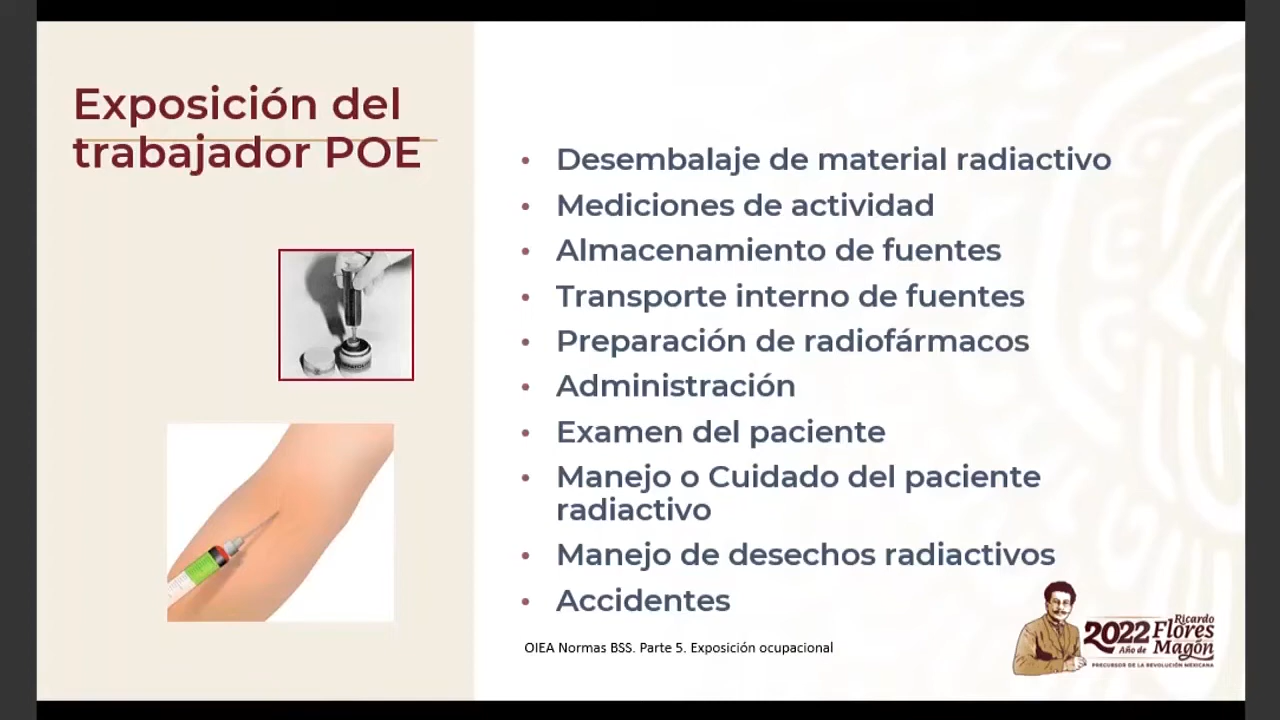 Exposición del
trabajador POE
• Desembalaje de material radiactivo
• Mediciones de actividad
• Almacenamiento de fuentes
• Transporte interno de fuentes
• Preparación de radiofármacos
• Administración
• Examen del paciente
• Manejo o Cuidado del paciente
radiactivo
• Manejo de desechos radiactivos
• Accidentes
OIEA Normas BSS. Parte 5. Exposición ocupacional
2022 Ricardo
Año de Flores
Magón
PRECURSOR DE LA REVOLUCIÓN MEXICANA